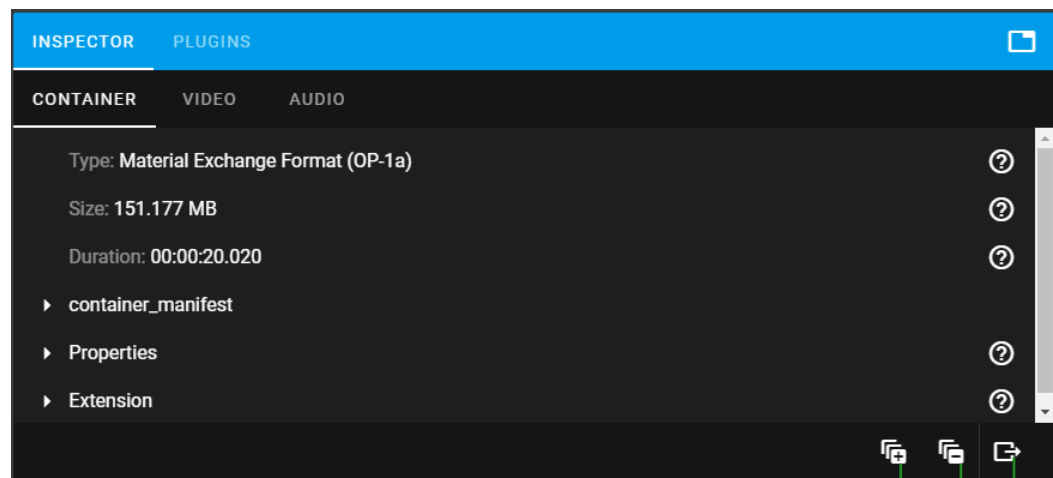 INSPECTOR PLUGINS
CONTAINER VIDEO AUDIO
Type: Material Exchange Format (OP-1a)
Size: 151.177 MB
Duration: 00:00:20.020
container_manifest
Properties
Extension